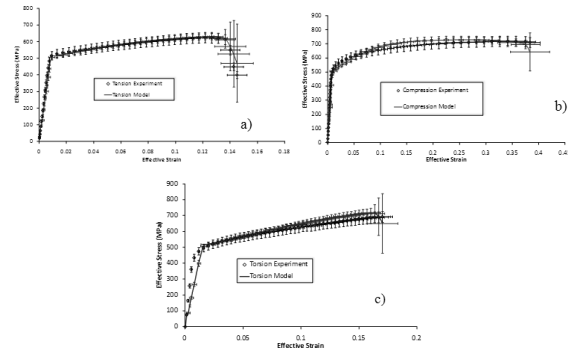 Effective Stress (MPa)
800
700
600
500
400
300
200
100
0
Tension Experiment
Tension Model
a)
0 0.02 0.04 0.06 0.08 0.1 0.12 0.14 0.16 0.18
Effective Strain
Effective Stress (MPa)
900
800
700
600
500
400
300
200
100
0
Compression Experiment
Compression Model
b)
0 0.05 0.1 0.15 0.2 0.25 0.3 0.35 0.4 0.45
Effective Strain
Effective Stress (MPa)
900
800
700
600
500
400
300
200
100
0
Torsion Experiment
Torsion Model
c)
0 0.05 0.1 0.15 0.2
Effective Strain